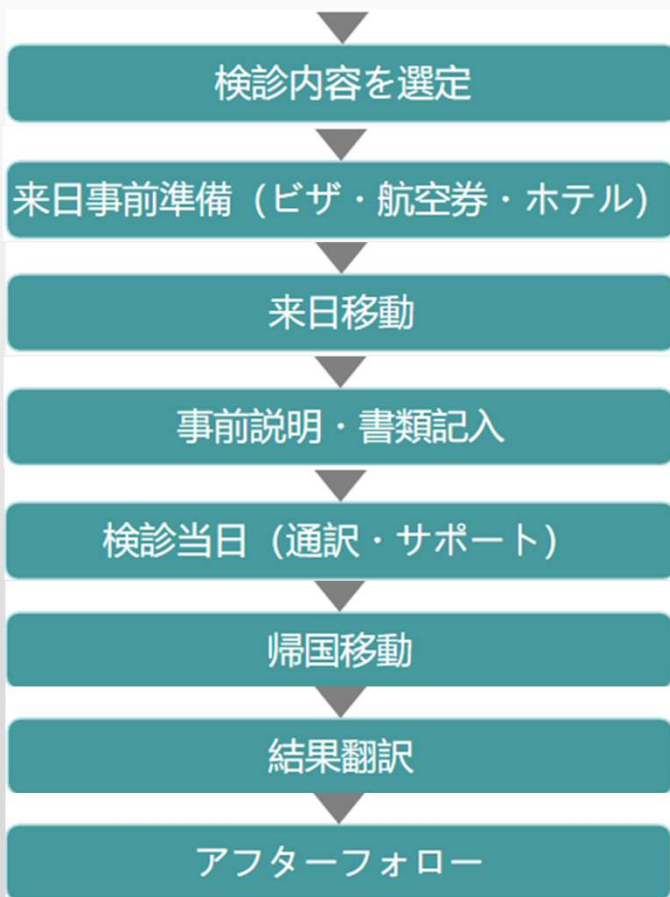 検診内容を選定
来日事前準備（ビザ・航空券・ホテル）
来日移動
事前説明・書類記入
検診当日（通訳・サポート）
帰国移動
結果翻訳
アフターフォロー